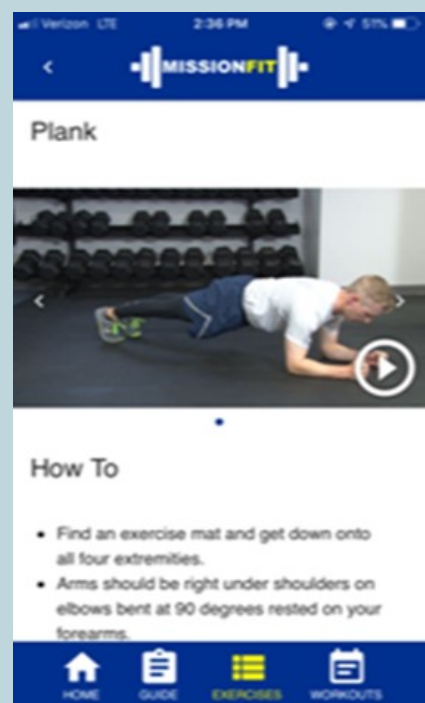 Verizon LTE 2:36 PM 51%
MISSIONFIT
Plank
How To
• Find an exercise mat and get down onto
all four extremities.
• Arms should be right under shoulders on
elbows bent at 90 degrees rested on your
forearms.
HOME GUIDE EXERCISES WORKOUTS